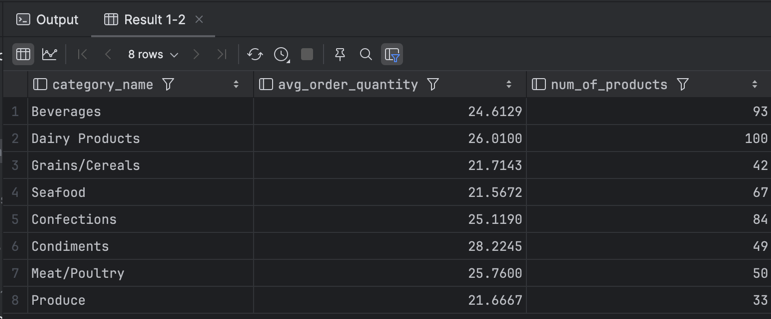 Output Result 1-2
8 rows
category_name avg_order_quantity num_of_products
1 Beverages 24.6129 93
2 Dairy Products 26.0100 100
3 Grains/Cereals 21.7143 42
4 Seafood 21.5672 67
5 Confections 25.1190 84
6 Condiments 28.2245 49
7 Meat/Poultry 25.7600 50
8 Produce 21.6667 33